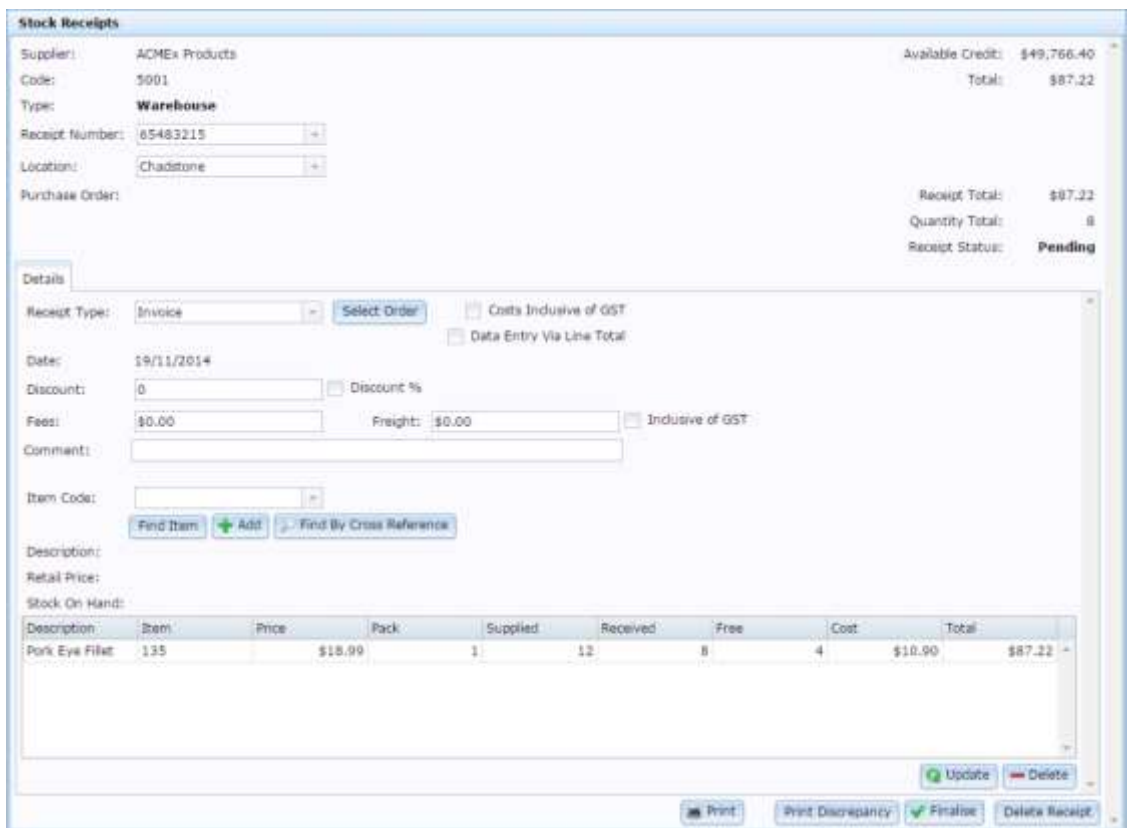 Stock Receipts
Supplier: ACMEx Products Available Credit: $49,766.40
Code: 5001 Total: $87.22
Type: Warehouse
Receipt Number: 65483215
Location: Chadstone
Purchase Order: Receipt Total: $87.22
Quantity Total: 8
Receipt Status: Pending
Details
Receipt Type: Invoice Select Order Costs Inclusive of GST
Data Entry Via Line Total
Date: 19/11/2014
Discount: 0 Discount %
Fees: $0.00 Freight: $0.00 Inclusive of GST
Comment:
Item Code:
Find Item Add Find By Cross Reference
Description:
Retail Price:
Stock On Hand:
Description Item Price Pack Supplied Received Free Cost Total
Pork Eye Fillet 135 $18.99 1 12 8 4 $10.90 $87.22
Update Delete
Print Print Discrepancy Finalise Delete Receipt